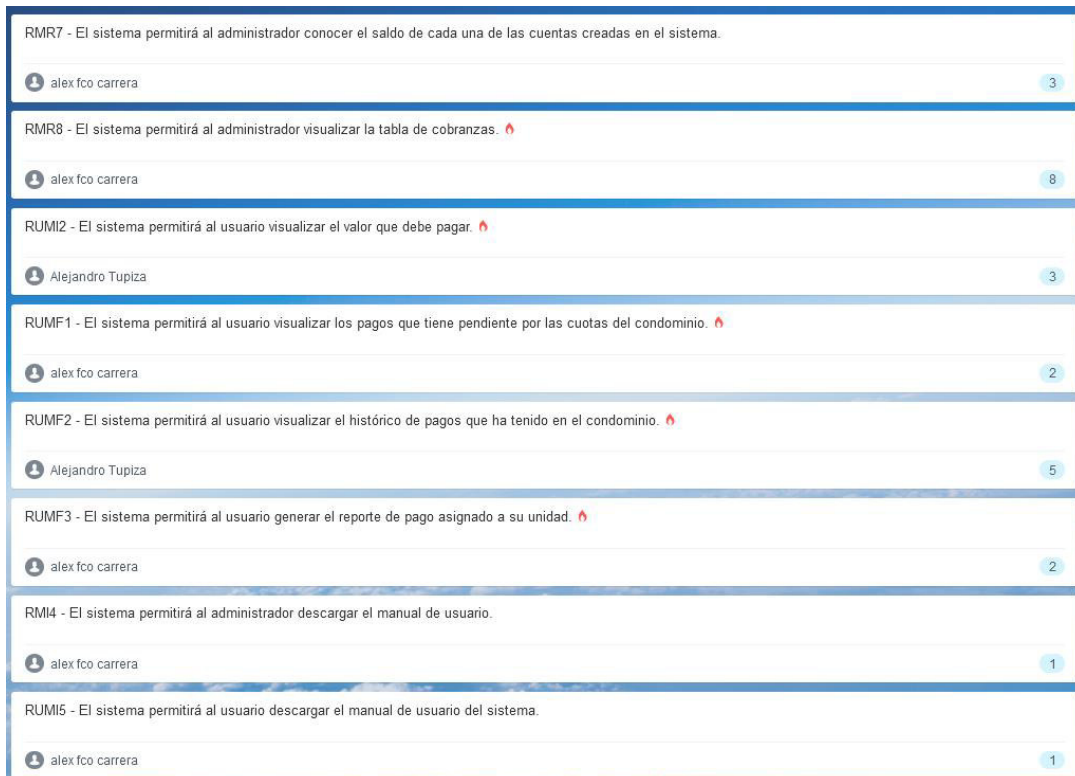 RMR7 - El sistema permitirá al administrador conocer el saldo de cada una de las cuentas creadas en el sistema.
alex fco carrera
3
RMR8 - El sistema permitirá al administrador visualizar la tabla de cobranzas.
alex fco carrera
8
RUMI2 - El sistema permitirá al usuario visualizar el valor que debe pagar.
Alejandro Tupiza
3
RUMF1 - El sistema permitirá al usuario visualizar los pagos que tiene pendiente por las cuotas del condominio.
alex fco carrera
2
RUMF2 - El sistema permitirá al usuario visualizar el histórico de pagos que ha tenido en el condominio.
Alejandro Tupiza
5
RUMF3 - El sistema permitirá al usuario generar el reporte de pago asignado a su unidad.
alex fco carrera
2
RMI4 - El sistema permitirá al administrador descargar el manual de usuario.
alex fco carrera
1
RUMI5 - El sistema permitirá al usuario descargar el manual de usuario del sistema.
alex fco carrera
1